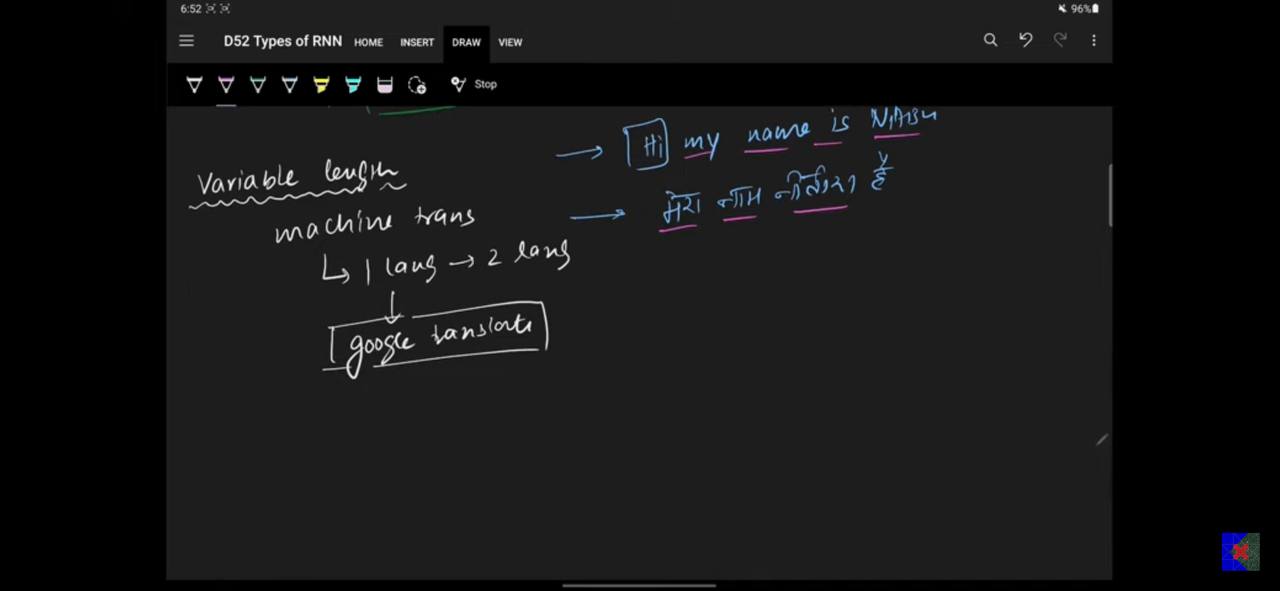 6:52 96%
D52 Types of RNN HOME INSERT DRAW VIEW
Stop
→ Hi my name is Nitish
Variable length
→ मेरा नाम नितिश है
machine trans
↳ 1 lang → 2 lang
↓
google translate